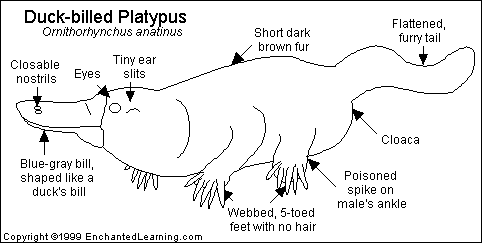 Duck-billed Platypus
Ornithorhynchus anatinus
Short dark
brown fur
Flattened,
furry tail
Closable
nostrils
Eyes
Tiny ear
slits
Cloaca
Blue-gray bill,
shaped like a
duck's bill
Poisoned
spike on
male's ankle
Webbed, 5-toed
feet with no hair
Copyright ©1999 EnchantedLearning.com